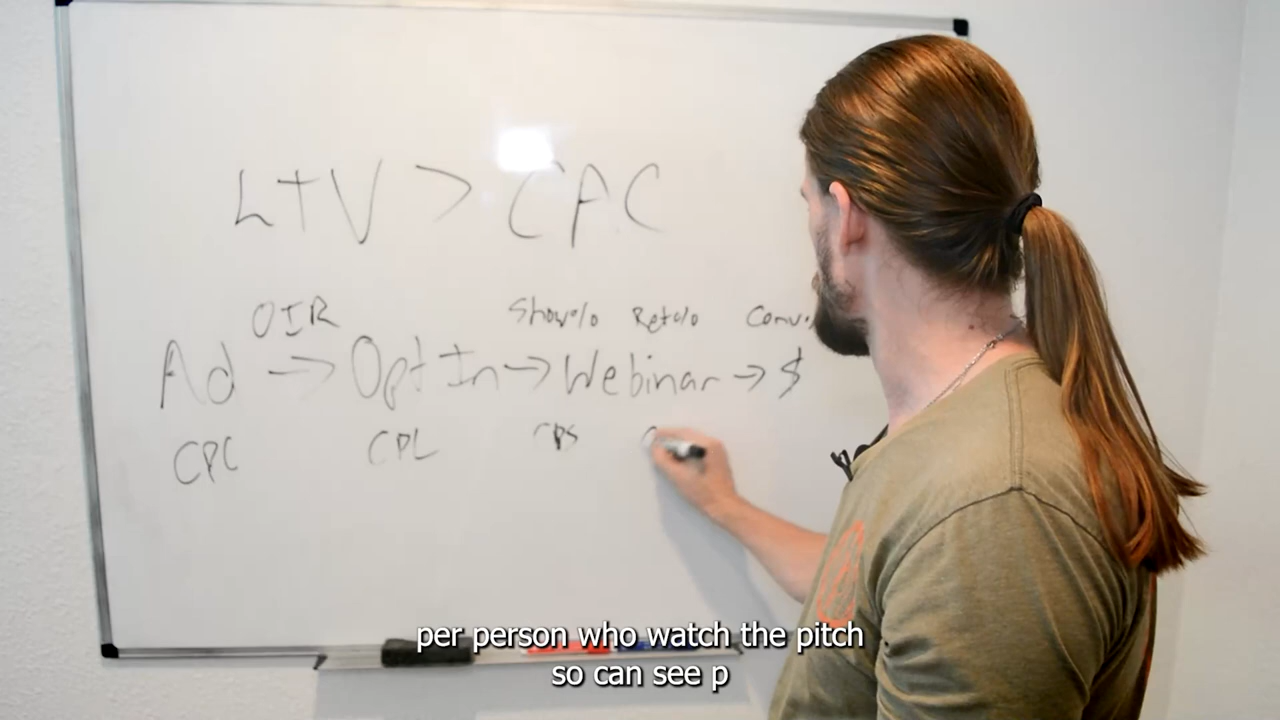 LTV > CAC
OIR Show% Ret% Conv.
Ad → Opt In → Webinar → $
CPC CPL CPS C
per person who watch the pitch
so can see p